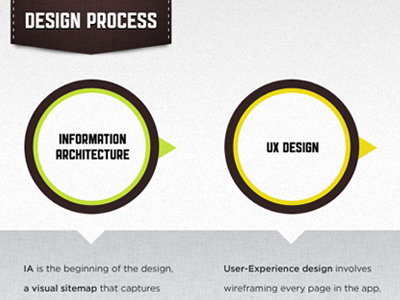 DESIGN PROCESS
INFORMATION
ARCHITECTURE
UX DESIGN
IA is the beginning of the design,
a visual sitemap that captures
User-Experience design involves
wireframing every page in the app,